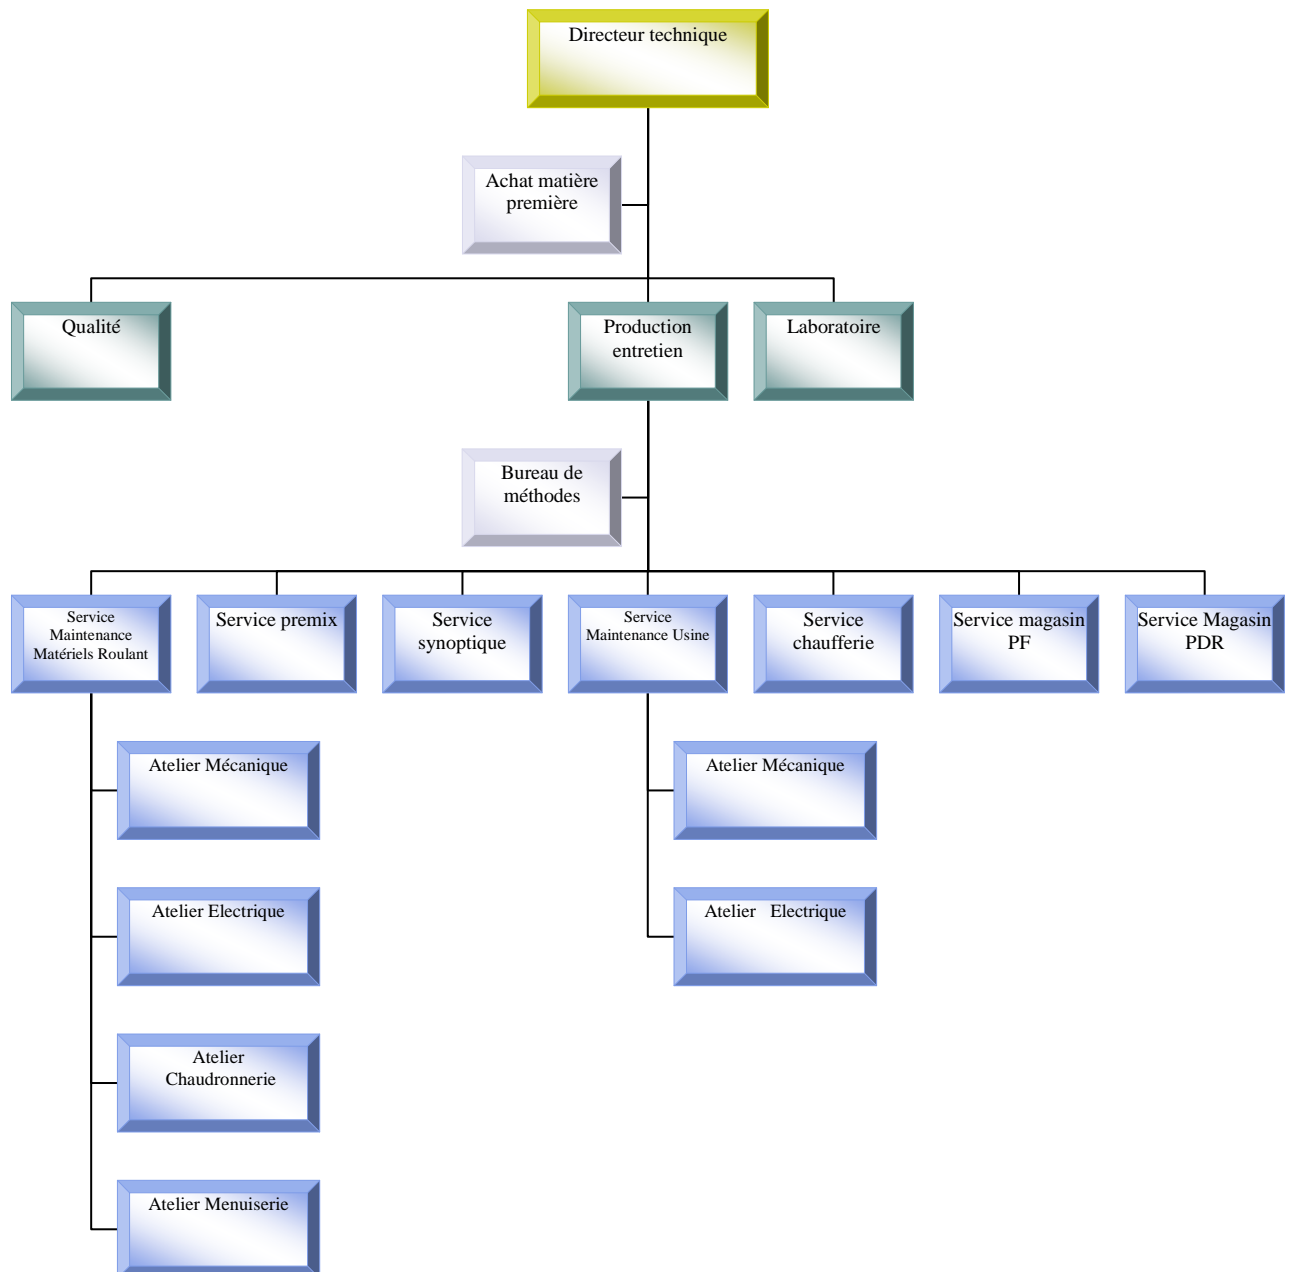 Directeur technique
Achat matière
première
Qualité
Production
entretien
Laboratoire
Bureau de
méthodes
Service
Maintenance
Matériels Roulant
Service premix
Service
synoptique
Service
Maintenance Usine
Service
chaufferie
Service magasin
PF
Service Magasin
PDR
Atelier Mécanique
Atelier Mécanique
Atelier Electrique
Atelier Electrique
Atelier
Chaudronnerie
Atelier Menuiserie